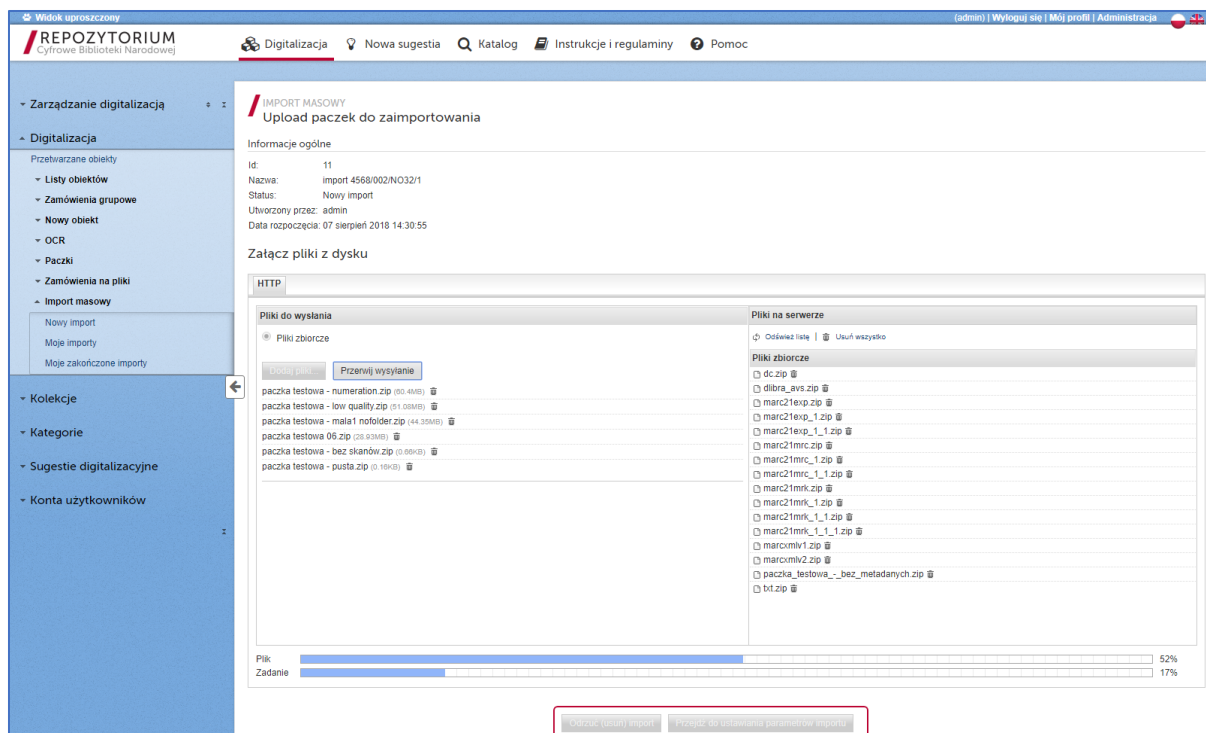 Widok uproszczony
(admin) | Wyloguj się | Mój profil | Administracja
REPOZYTORIUM
Cyfrowe Biblioteki Narodowej
Digitalizacja
Nowa sugestia
Katalog
Instrukcje i regulaminy
Pomoc
Zarządzanie digitalizacją
Digitalizacja
Przetwarzane obiekty
Listy obiektów
Zamówienia grupowe
Nowy obiekt
OCR
Paczki
Zamówienia na pliki
Import masowy
Nowy import
Moje importy
Moje zakończone importy
Kolekcje
Kategorie
Sugestie digitalizacyjne
Konta użytkowników
IMPORT MASOWY
Upload paczek do zaimportowania
Informacje ogólne
Id: 11
Nazwa: import 4568/002/NO32/1
Status: Nowy import
Utworzony przez: admin
Data rozpoczęcia: 07 sierpień 2018 14:30:55
Załącz pliki z dysku
HTTP
Pliki do wysłania
Pliki zbiorcze
Dodaj pliki...
Przerwij wysyłanie
paczka testowa - numeration.zip (60.4MB)
paczka testowa - low quality.zip (51.08MB)
paczka testowa - mala1 nofolder.zip (44.35MB)
paczka testowa 06.zip (28.93MB)
paczka testowa - bez skanów.zip (0.66KB)
paczka testowa - pusta.zip (0.16KB)
Pliki na serwerze
Odśwież listę | Usuń wszystko
Pliki zbiorcze
dc.zip
dlibra_avs.zip
marc21exp.zip
marc21exp_1.zip
marc21exp_1_1.zip
marc21mrc.zip
marc21mrc_1.zip
marc21mrc_1_1.zip
marc21mrk.zip
marc21mrk_1.zip
marc21mrk_1_1.zip
marc21mrk_1_1_1.zip
marcxmlv1.zip
marcxmlv2.zip
paczka_testowa_-_bez_metadanych.zip
txt.zip
Plik 52%
Zadanie 17%
Odrzuć (usuń) import
Przejdź do ustawiania parametrów importu